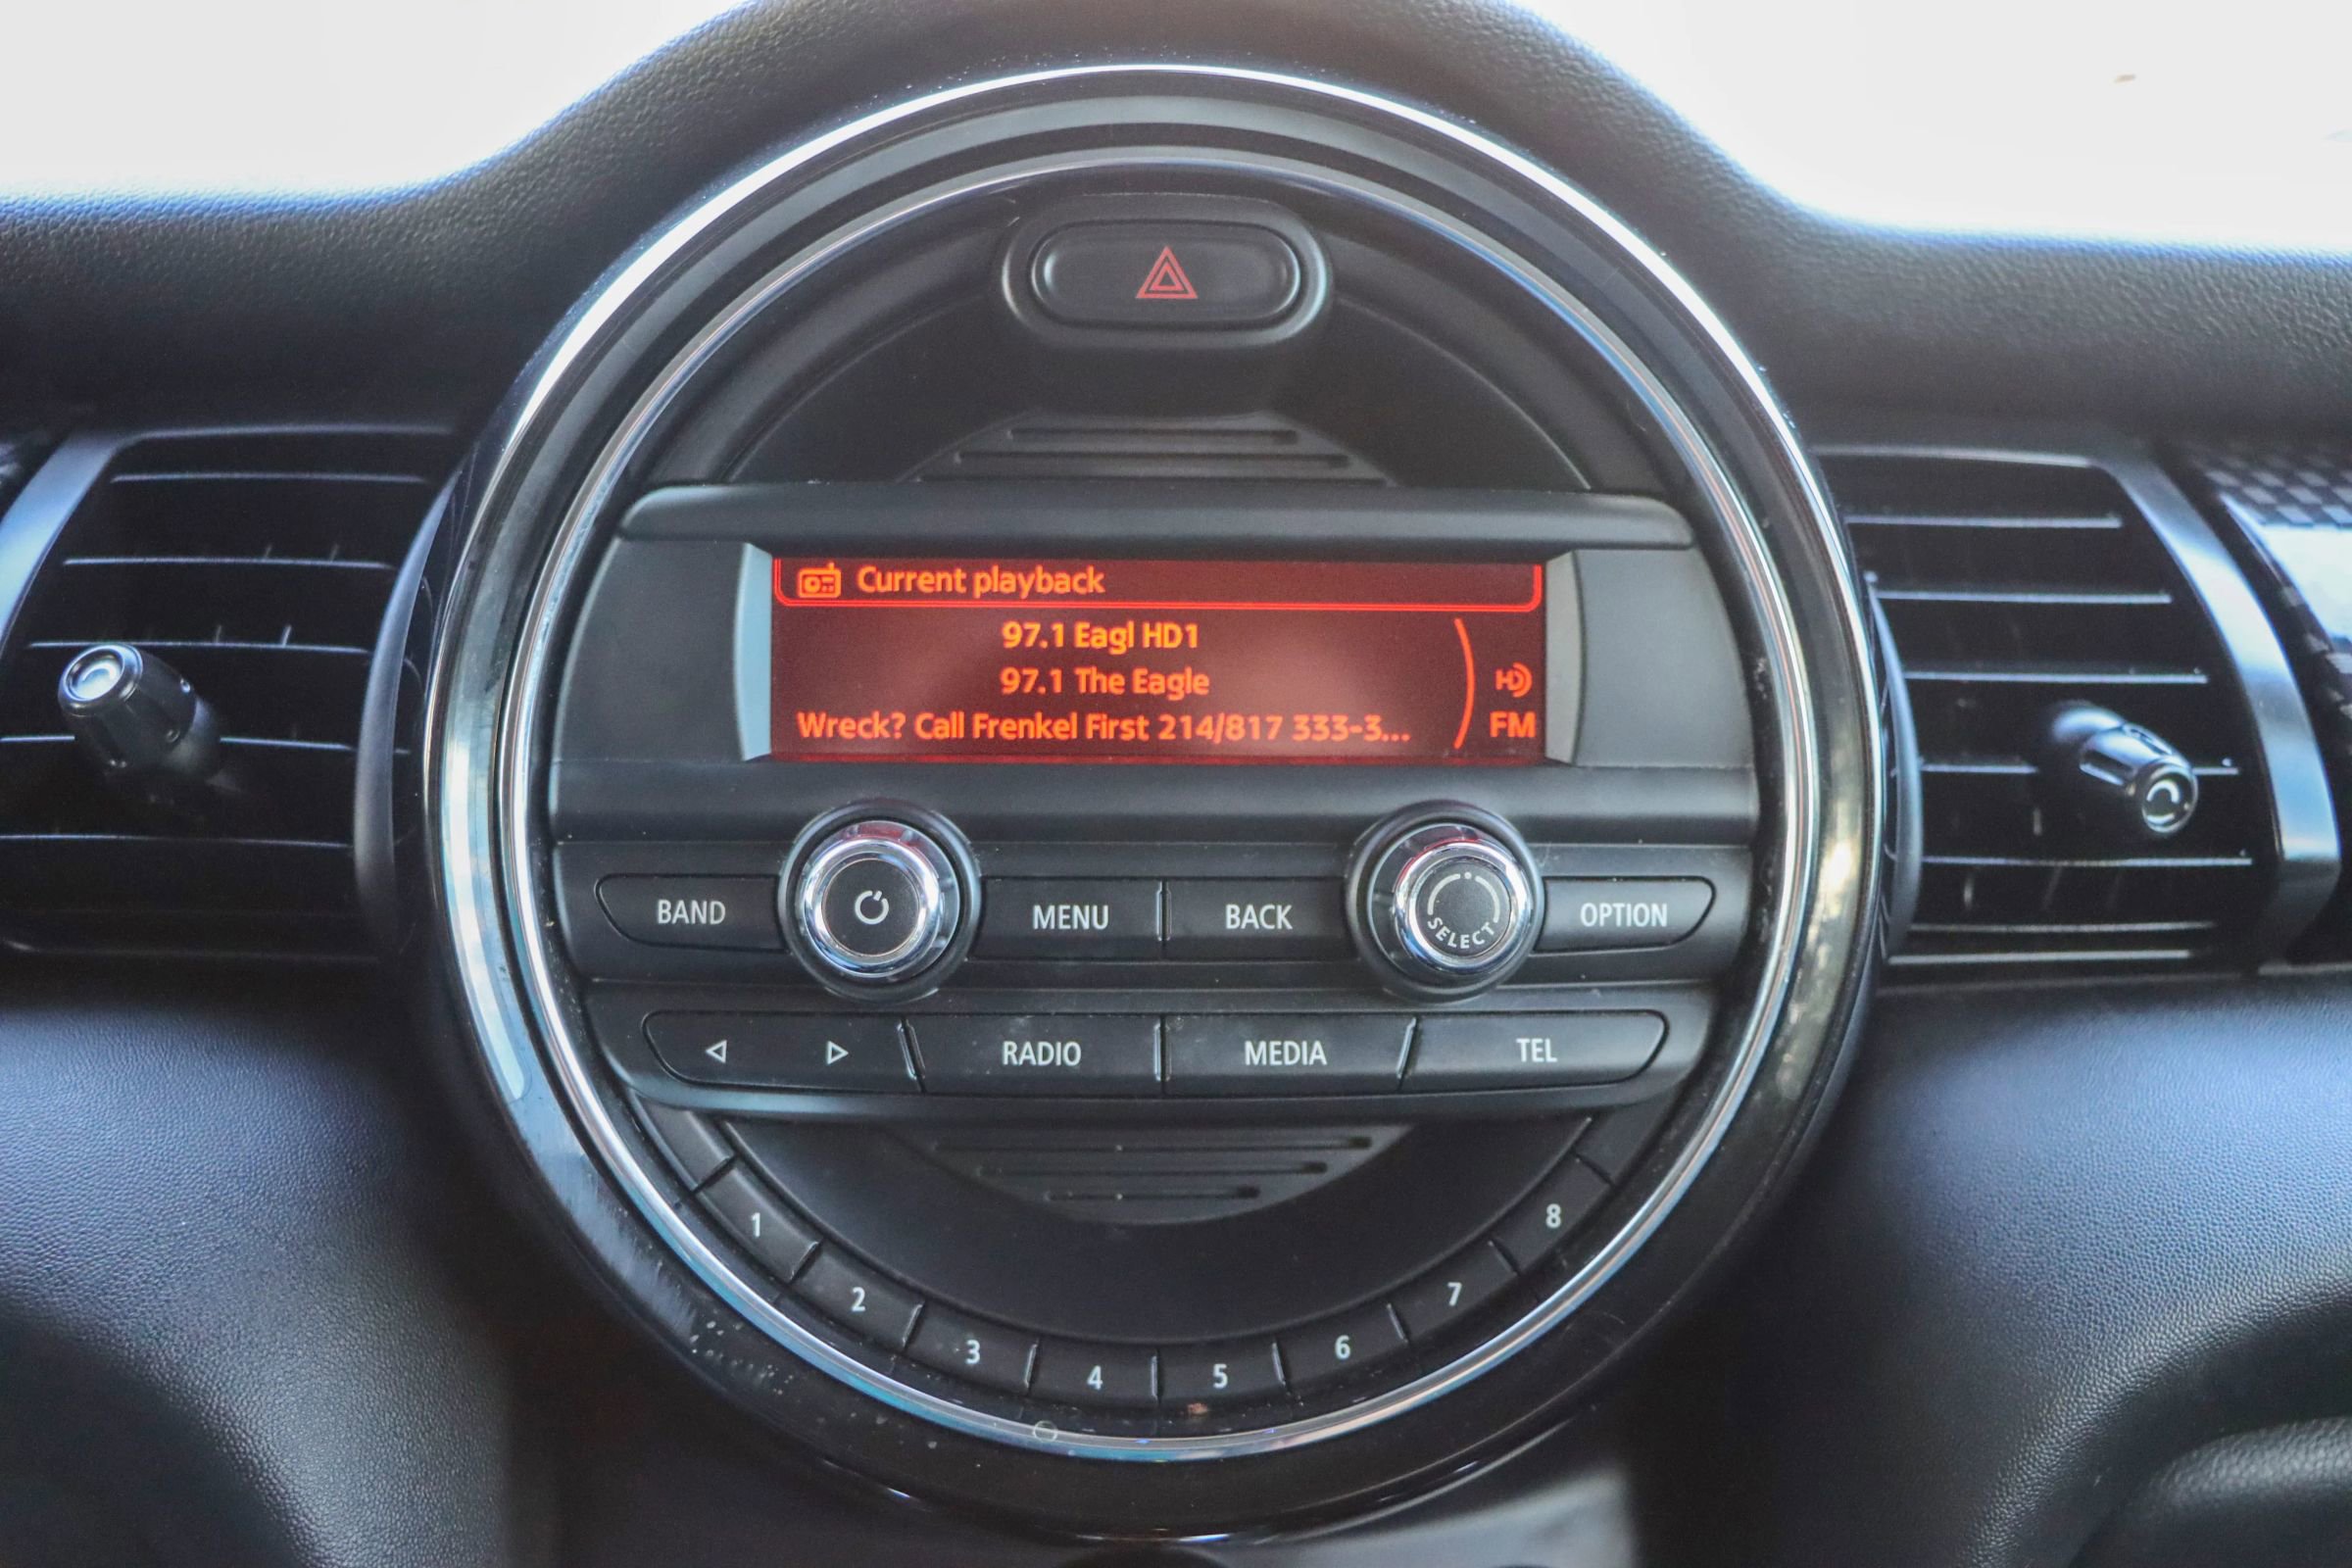 Current playback
97.1 Eagl HD1
97.1 The Eagle
HD
Wreck? Call Frenkel First 214/817 333-3...
FM
BAND
MENU
BACK
SELECT
OPTION
RADIO
MEDIA
TEL
1
2
3
4
5
6
7
8